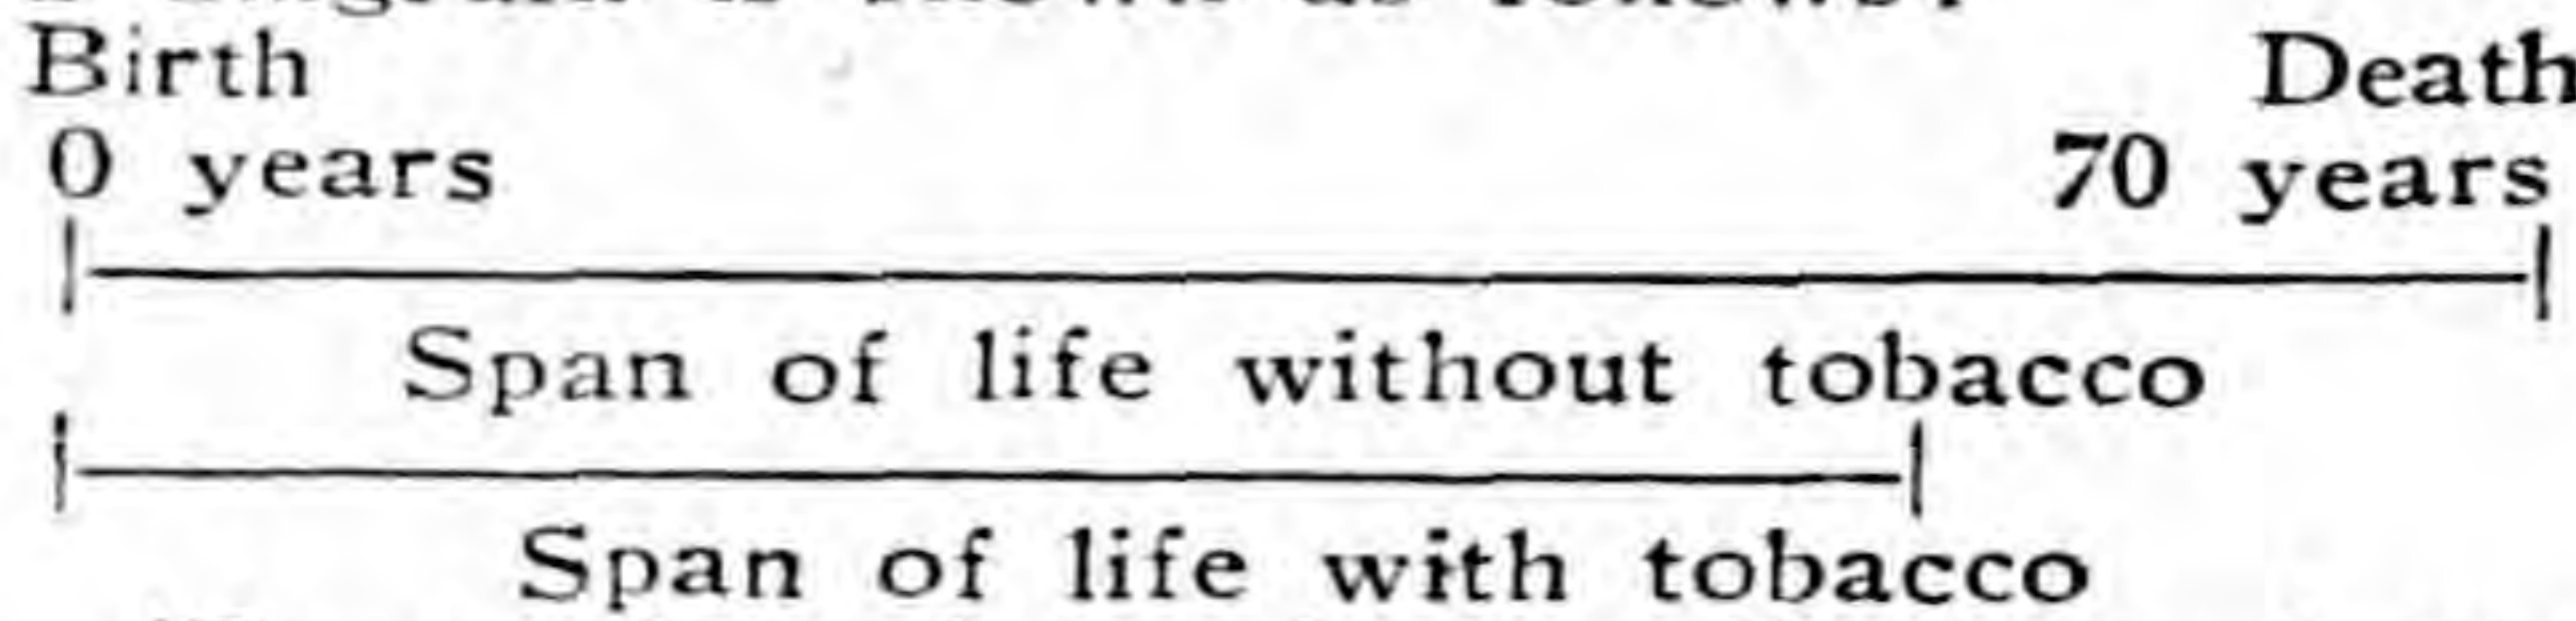 Birth Death
0 years 70 years
Span of life without tobacco
Span of life with tobacco